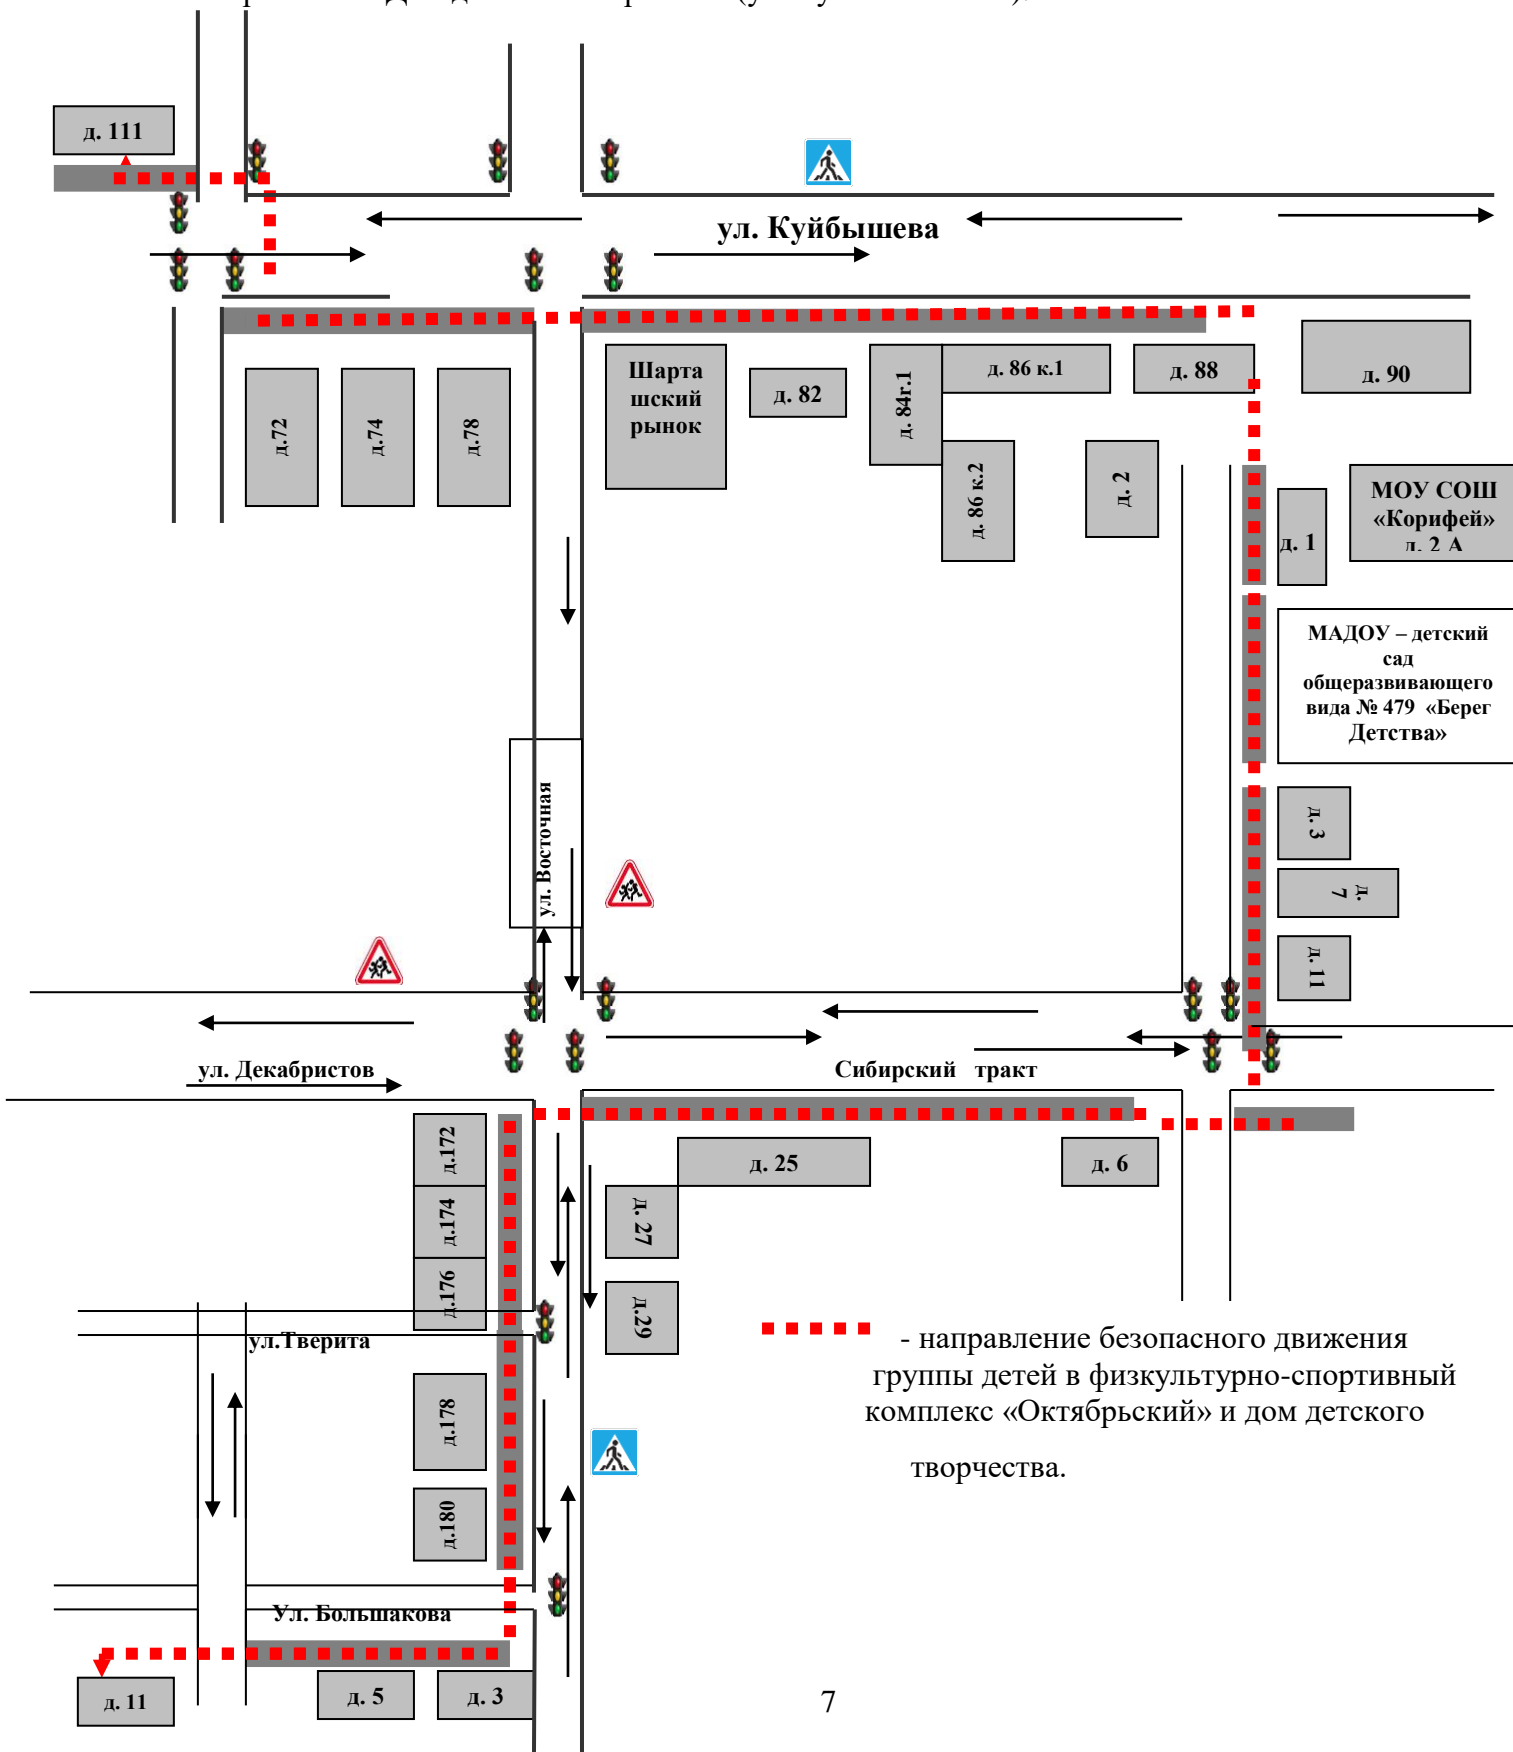 д. 111
ул. Куйбышева
Шарта
шский
рынок
д. 82
д. 84г.1
д. 86 к.1
д. 88
д. 90
д.72
д.74
д.78
д. 86 к.2
д. 2
д. 1
МОУ СОШ
«Корифей»
д. 2 А
МАДОУ – детский
сад
общеразвивающего
вида № 479 «Берег
Детства»
ул. Восточная
д. 3
д.
7
д. 11
ул. Декабристов
Сибирский тракт
д.172
д. 25
д. 6
д.174
д. 27
д.176
д.29
ул.Тверита
- направление безопасного движения
группы детей в физкультурно-спортивный
комплекс «Октябрьский» и дом детского
творчества.
д.178
д.180
Ул. Большакова
д. 11
д. 5
д. 3
7